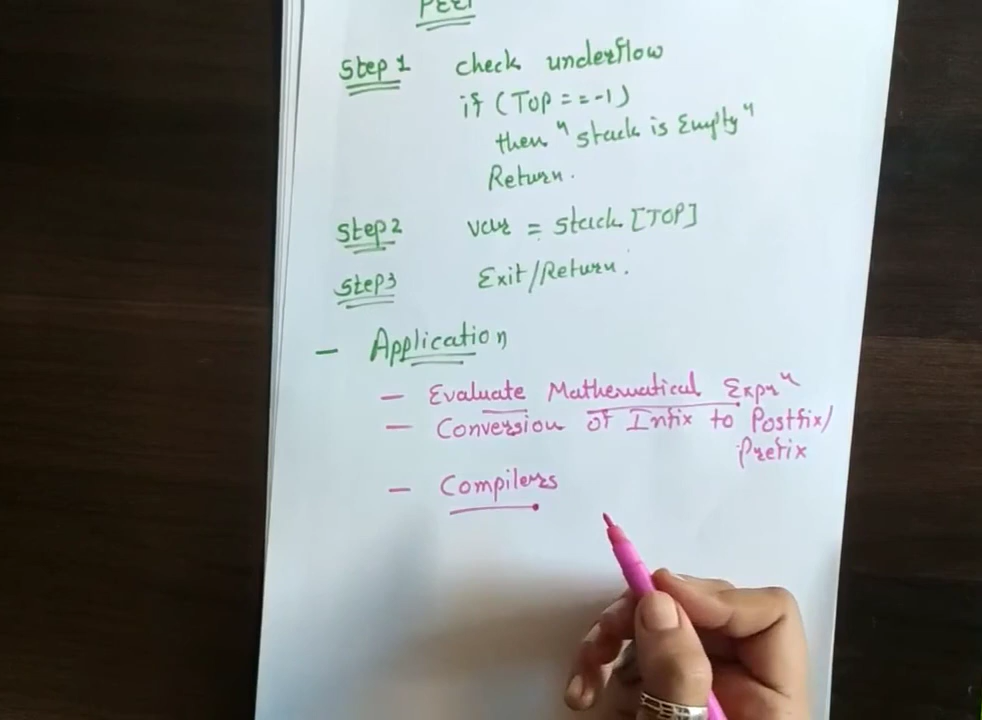 Step 1 check underflow
if (Top == -1)
then " stack is Empty "
Return.
Step 2 var = stack [TOP]
Step 3 Exit/Return.
- Application
- Evaluate Mathematical Exprⁿ
- Conversion of Infix to Postfix/
Prefix
- Compilers